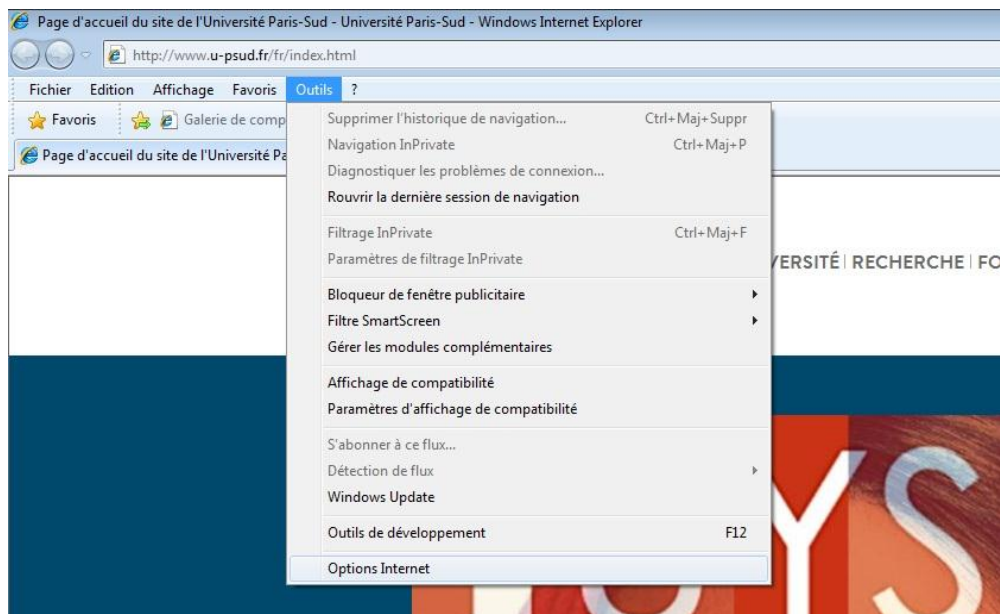 Page d'accueil du site de l'Université Paris-Sud - Université Paris-Sud - Windows Internet Explorer
http://www.u-psud.fr/fr/index.html
Fichier Edition Affichage Favoris Outils ?
Favoris Galerie de comp
Page d'accueil du site de l'Université Pa
Supprimer l'historique de navigation... Ctrl+Maj+Suppr
Navigation InPrivate Ctrl+Maj+P
Diagnostiquer les problèmes de connexion...
Rouvrir la dernière session de navigation
Filtrage InPrivate Ctrl+Maj+F
Paramètres de filtrage InPrivate
VERSITÉ | RECHERCHE | FO
Bloqueur de fenêtre publicitaire
Filtre SmartScreen
Gérer les modules complémentaires
Affichage de compatibilité
Paramètres d'affichage de compatibilité
S'abonner à ce flux...
Détection de flux
Windows Update
Outils de développement F12
Options Internet
YS